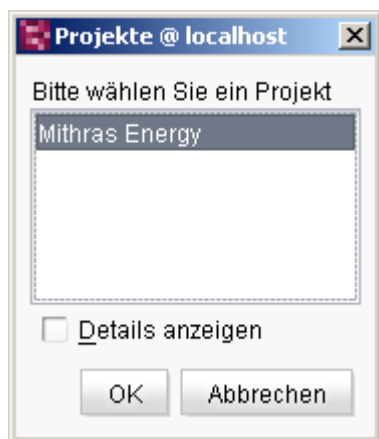 Projekte @ localhost
Bitte wählen Sie ein Projekt
Mithras Energy
Details anzeigen
OK
Abbrechen